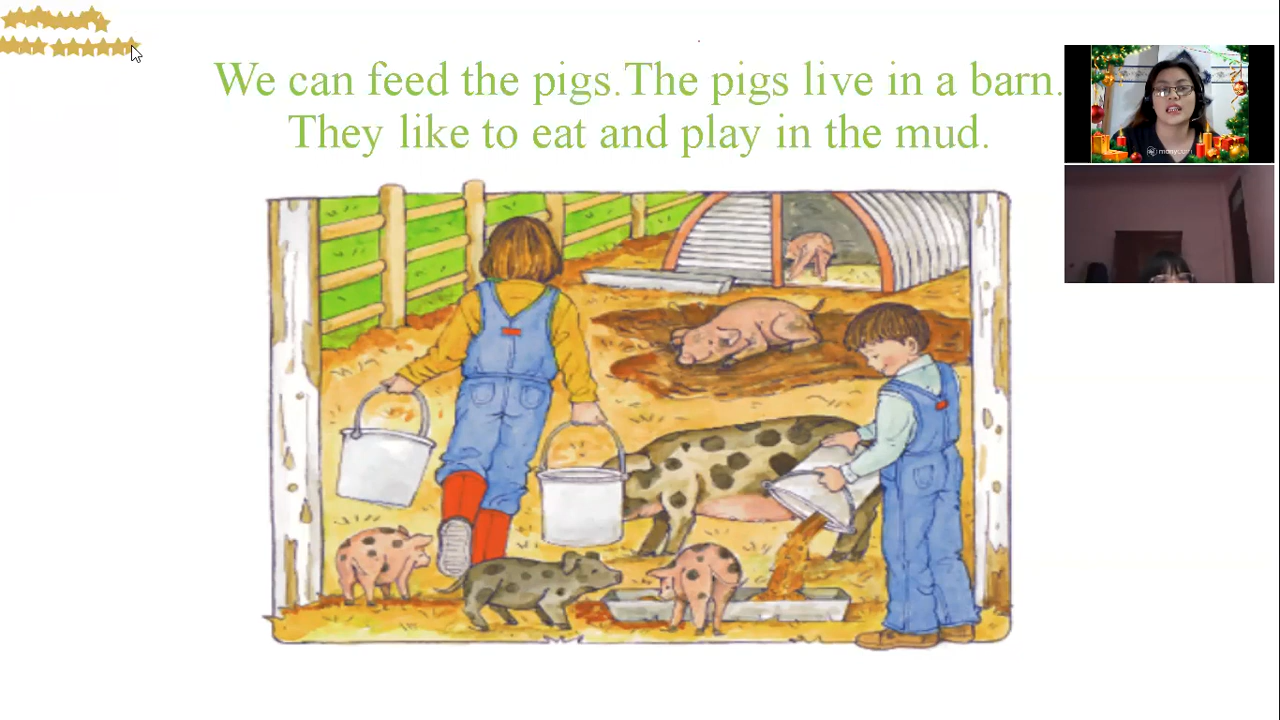 We can feed the pigs.The pigs live in a barn.
They like to eat and play in the mud.
manycam